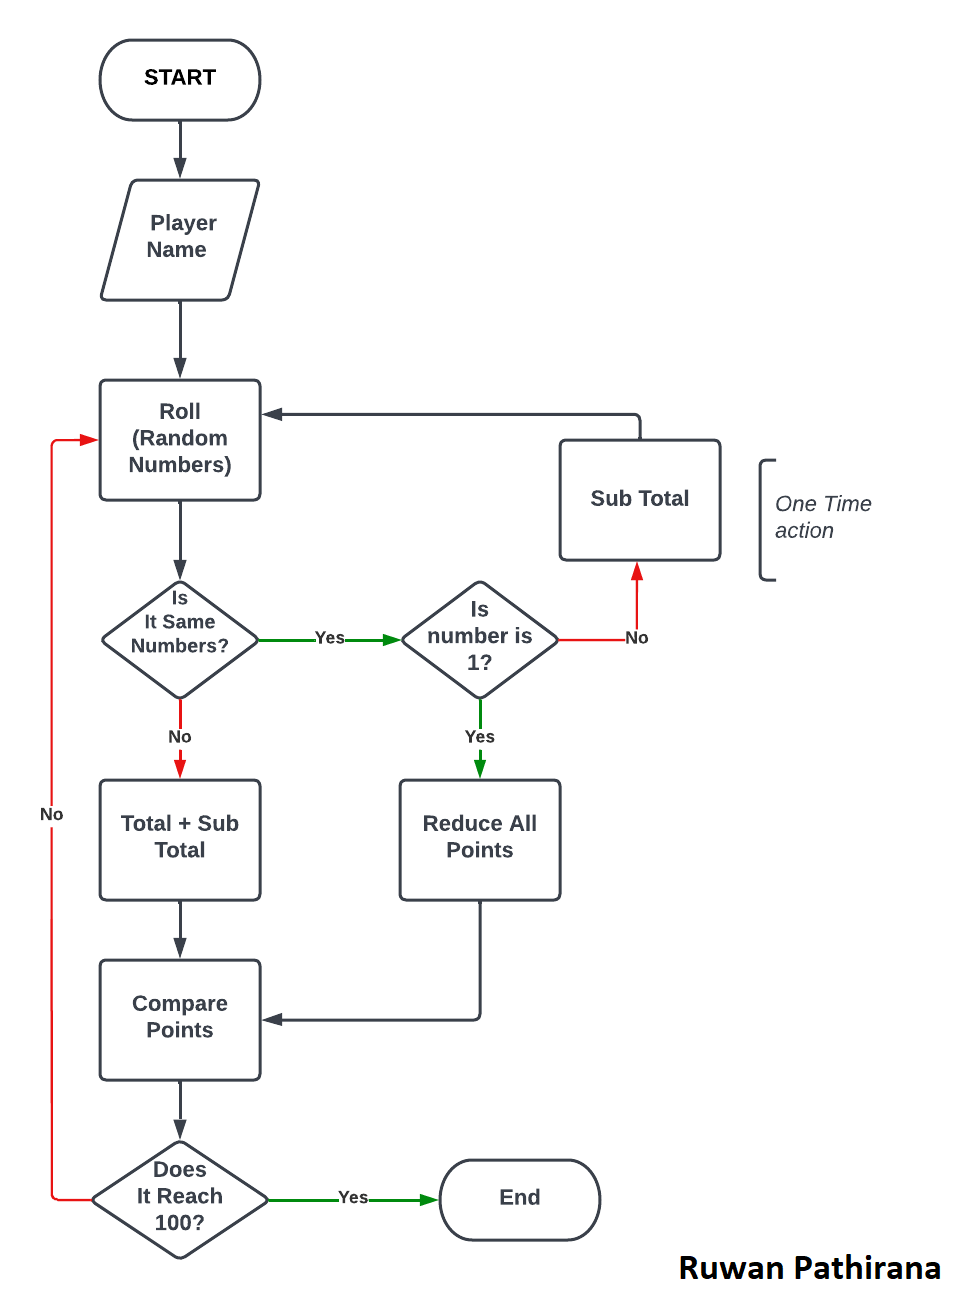 START
Player
Name
Roll
(Random
Numbers)
Sub Total
One Time
action
Is
It Same
Numbers?
Yes
Is
number is
1?
No
No
Yes
No
Total + Sub
Total
Reduce All
Points
Compare
Points
Does
It Reach
100?
Yes
End
Ruwan Pathirana